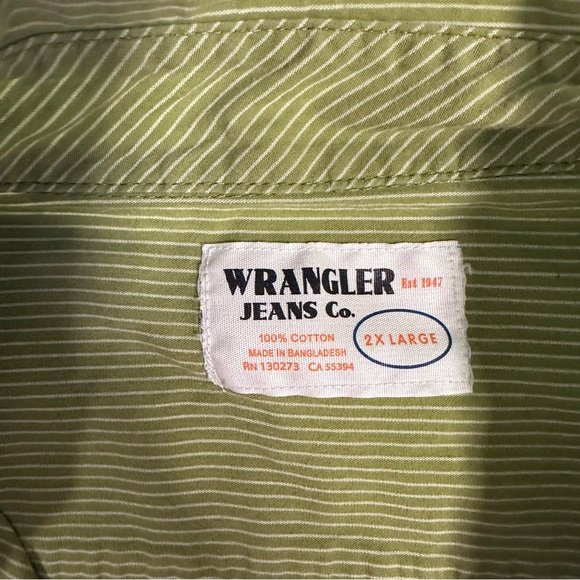 WRANGLER Est 1947
JEANS Co.
100% COTTON
MADE IN BANGLADESH
RN 130273 CA 55394
2X LARGE